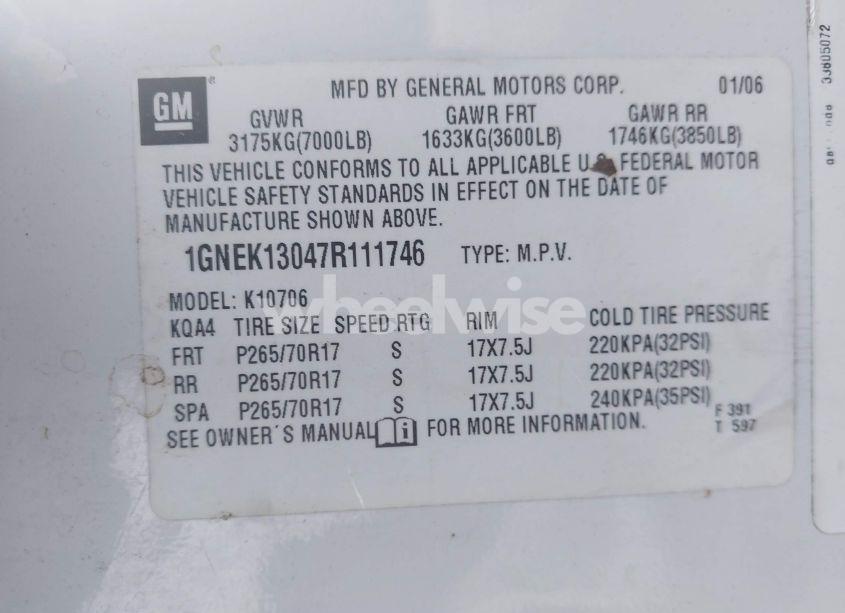 GM
MFD BY GENERAL MOTORS CORP. 01/06
GVWR GAWR FRT GAWR RR
3175KG(7000LB) 1633KG(3600LB) 1746KG(3850LB)
THIS VEHICLE CONFORMS TO ALL APPLICABLE U.S. FEDERAL MOTOR
VEHICLE SAFETY STANDARDS IN EFFECT ON THE DATE OF
MANUFACTURE SHOWN ABOVE.
1GNEK13047R111746 TYPE: M.P.V.
MODEL: K10706
wheelwise
KQA4 TIRE SIZE SPEED RTG RIM COLD TIRE PRESSURE
FRT P265/70R17 S 17X7.5J 220KPA(32PSI)
RR P265/70R17 S 17X7.5J 220KPA(32PSI)
SPA P265/70R17 S 17X7.5J 240KPA(35PSI)
F 391
SEE OWNER'S MANUAL FOR MORE INFORMATION. T 597
33605072